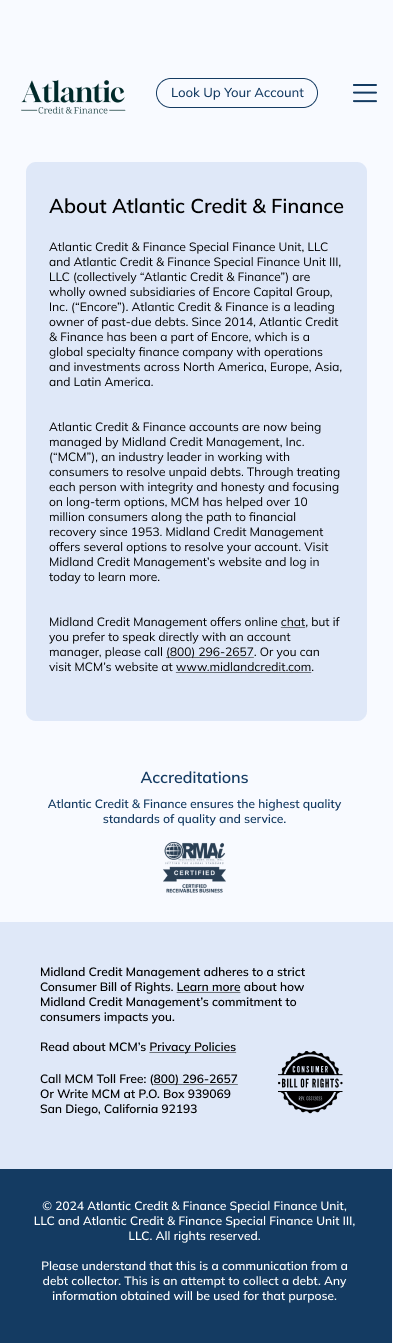 Atlantic
Credit & Finance
Look Up Your Account
About Atlantic Credit & Finance
Atlantic Credit & Finance Special Finance Unit, LLC
and Atlantic Credit & Finance Special Finance Unit III,
LLC (collectively “Atlantic Credit & Finance”) are
wholly owned subsidiaries of Encore Capital Group,
Inc. (“Encore”). Atlantic Credit & Finance is a leading
owner of past-due debts. Since 2014, Atlantic Credit
& Finance has been a part of Encore, which is a
global specialty finance company with operations
and investments across North America, Europe, Asia,
and Latin America.
Atlantic Credit & Finance accounts are now being
managed by Midland Credit Management, Inc.
(“MCM”), an industry leader in working with
consumers to resolve unpaid debts. Through treating
each person with integrity and honesty and focusing
on long-term options, MCM has helped over 10
million consumers along the path to financial
recovery since 1953. Midland Credit Management
offers several options to resolve your account. Visit
Midland Credit Management’s website and log in
today to learn more.
Midland Credit Management offers online chat, but if
you prefer to speak directly with an account
manager, please call (800) 296-2657. Or you can
visit MCM’s website at www.midlandcredit.com.
Accreditations
Atlantic Credit & Finance ensures the highest quality
standards of quality and service.
RMAi
CERTIFIED
CERTIFIED
RECEIVABLES BUSINESS
Midland Credit Management adheres to a strict
Consumer Bill of Rights. Learn more about how
Midland Credit Management’s commitment to
consumers impacts you.
Read about MCM’s Privacy Policies
Call MCM Toll Free: (800) 296-2657
Or Write MCM at P.O. Box 939069
San Diego, California 92193
CONSUMER
BILL OF RIGHTS
© 2024 Atlantic Credit & Finance Special Finance Unit,
LLC and Atlantic Credit & Finance Special Finance Unit III,
LLC. All rights reserved.
Please understand that this is a communication from a
debt collector. This is an attempt to collect a debt. Any
information obtained will be used for that purpose.